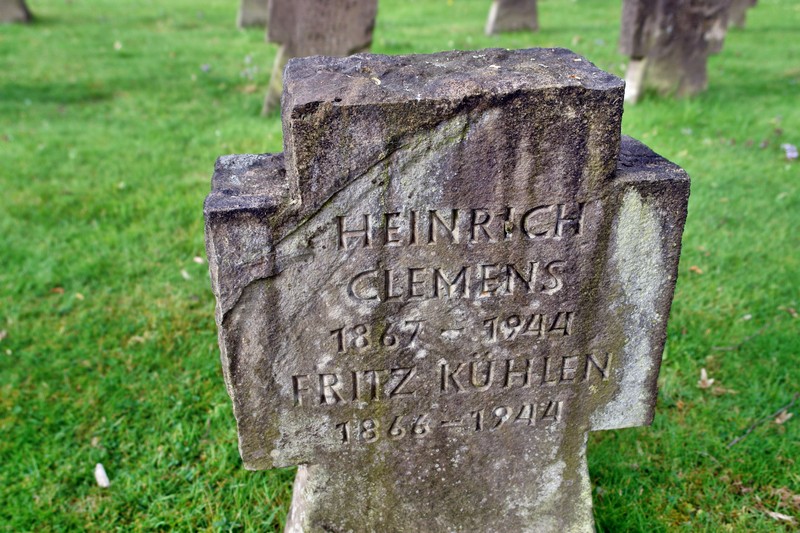 HEINRICH
CLEMENS
1867 – 1944
FRITZ KÜHLEN
1866 – 1944